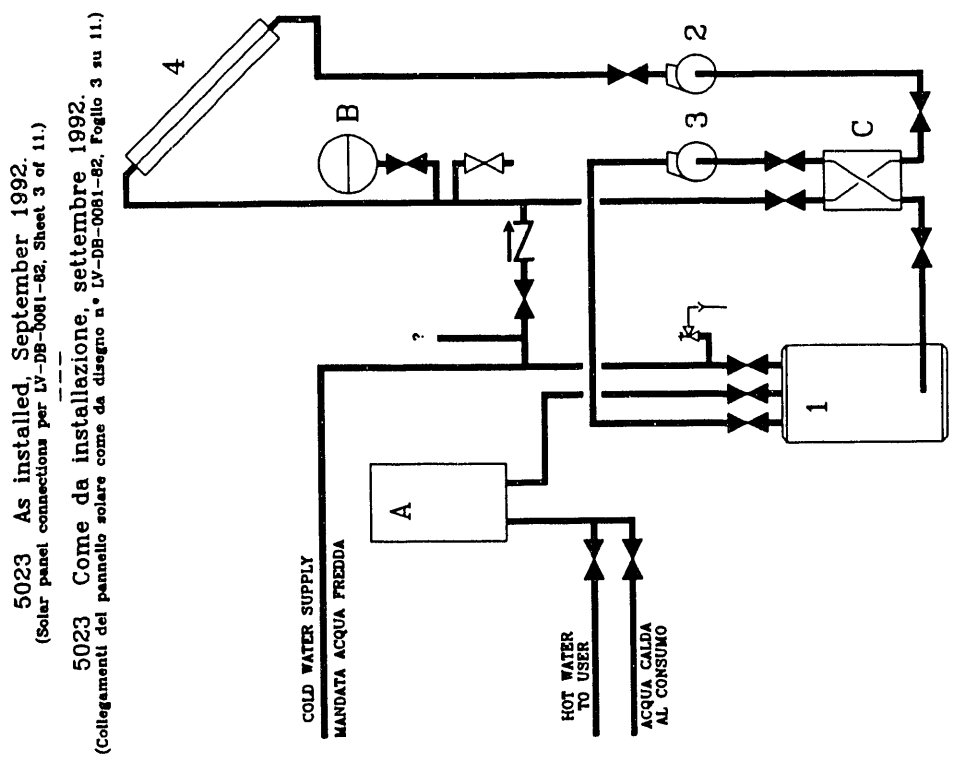 5023 As installed, September 1992.
(Solar panel connections per LV-DB-0081-82, Sheet 3 of 11.)
5023 Come da installazione, settembre 1992.
(Collegamenti del pannello solare come da disegno n° LV-DB-0081-82, Foglio 3 su 11.)
4
B
2
3
C
?
1
A
COLD WATER SUPPLY
MANDATA ACQUA FREDDA
HOT WATER
TO USER
ACQUA CALDA
AL CONSUMO